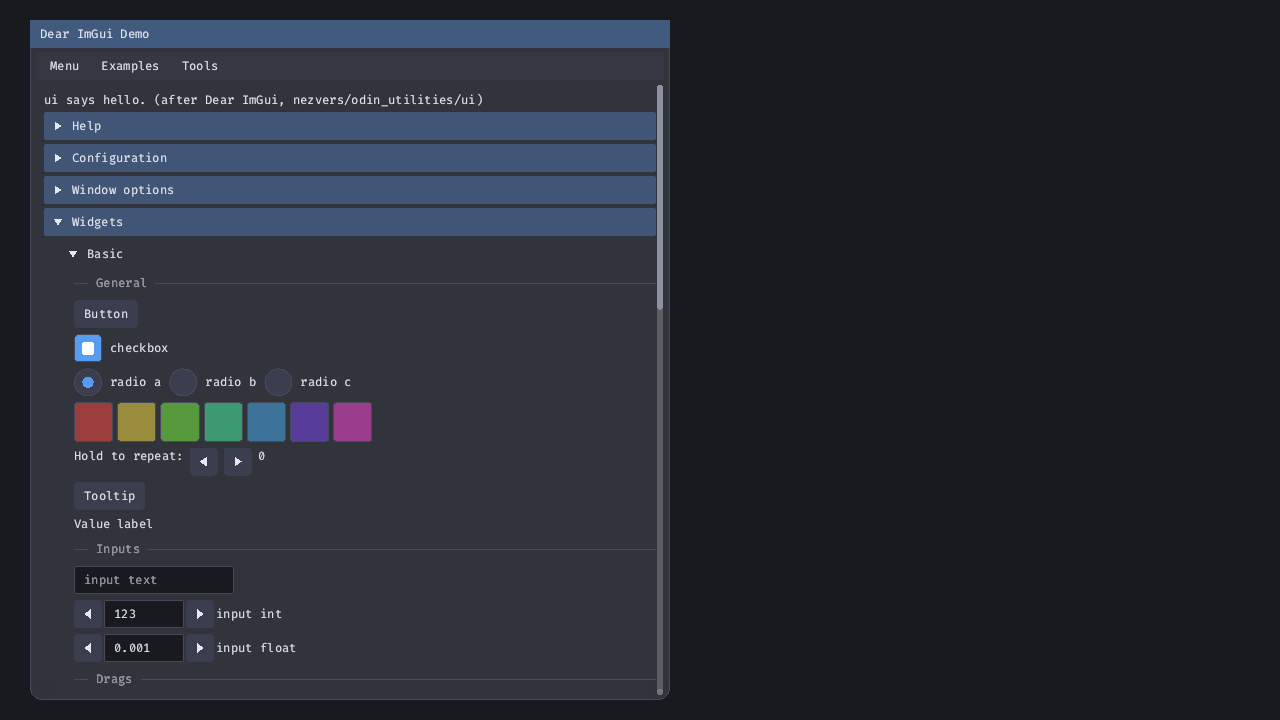 Dear ImGui Demo
Menu Examples Tools
ui says hello. (after Dear ImGui, nezvers/odin_utilities/ui)
Help
Configuration
Window options
Widgets
Basic
General
Button
checkbox
radio a radio b radio c
Hold to repeat: 0
Tooltip
Value label
Inputs
input text
123 input int
0.001 input float
Drags